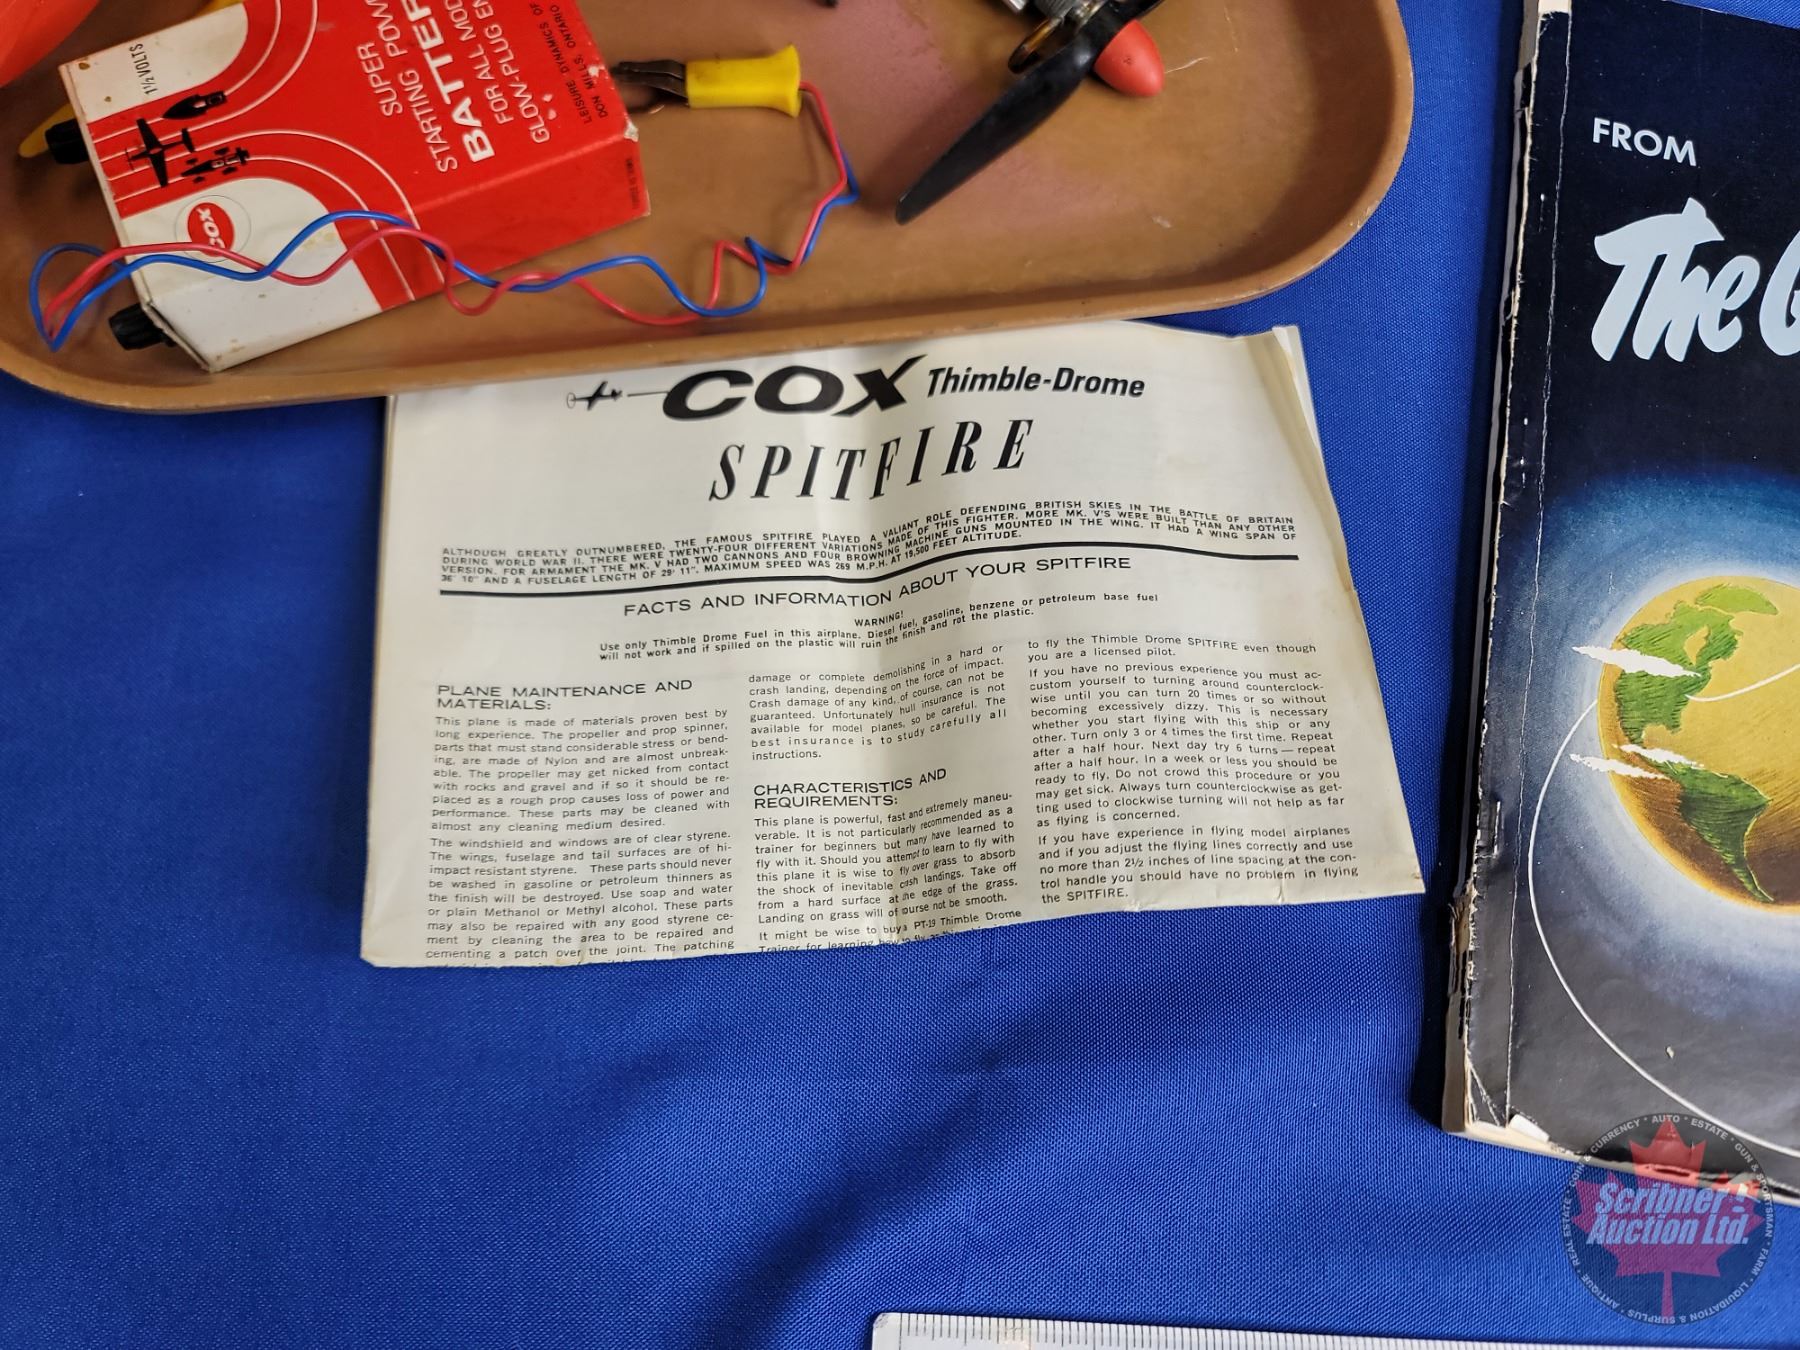 1½ VOLTS
SUPER
STARTING POW
BATTER
FOR ALL MOD
GLOW-PLUG EN
LEISURE DYNAMICS OF
DON MILLS, ONTARIO
COX
COX Thimble-Drome
SPITFIRE
ALTHOUGH GREATLY OUTNUMBERED, THE FAMOUS SPITFIRE PLAYED A VALIANT ROLE DEFENDING BRITISH SKIES IN THE BATTLE OF BRITAIN
DURING WORLD WAR II. THERE WERE TWENTY-FOUR DIFFERENT VARIATIONS MADE OF THIS FIGHTER. MORE MK. V'S WERE BUILT THAN ANY OTHER
VERSION. FOR ARMAMENT THE MK. V HAD TWO CANNONS AND FOUR BROWNING MACHINE GUNS MOUNTED IN THE WING. IT HAD A WING SPAN OF
36' 10" AND A FUSELAGE LENGTH OF 29' 11". MAXIMUM SPEED WAS 269 M.P.H. AT 19,500 FEET ALTITUDE.
FACTS AND INFORMATION ABOUT YOUR SPITFIRE
WARNING!
Use only Thimble Drome Fuel in this airplane. Diesel fuel, gasoline, benzene or petroleum base fuel
will not work and if spilled on the plastic will ruin the finish and rot the plastic.
PLANE MAINTENANCE AND
MATERIALS:
This plane is made of materials proven best by
long experience. The propeller and prop spinner,
parts that must stand considerable stress or bend-
ing, are made of Nylon and are almost unbreak-
able. The propeller may get nicked from contact
with rocks and gravel and if so it should be re-
placed as a rough prop causes loss of power and
performance. These parts may be cleaned with
almost any cleaning medium desired.
The windshield and windows are of clear styrene.
The wings, fuselage and tail surfaces are of hi-
impact resistant styrene. These parts should never
be washed in gasoline or petroleum thinners as
the finish will be destroyed. Use soap and water
or plain Methanol or Methyl alcohol. These parts
may also be repaired with any good styrene ce-
ment by cleaning the area to be repaired and
cementing a patch over the joint. The patching
damage or complete demolishing in a hard or
crash landing, depending on the force of impact.
Crash damage of any kind, of course, can not be
guaranteed. Unfortunately hull insurance is not
available for model planes, so be careful. The
best insurance is to study carefully all
instructions.
CHARACTERISTICS AND
REQUIREMENTS:
This plane is powerful, fast and extremely maneu-
verable. It is not particularly recommended as a
trainer for beginners but many have learned to
fly with it. Should you attempt to learn to fly with
this plane it is wise to fly over grass to absorb
the shock of inevitable crash landings. Take off
from a hard surface at the edge of the grass.
Landing on grass will of course not be smooth.
It might be wise to buy a PT-19 Thimble Drome
Trainer for learning how to fly
to fly the Thimble Drome SPITFIRE even though
you are a licensed pilot.
If you have no previous experience you must ac-
custom yourself to turning around counterclock-
wise until you can turn 20 times or so without
becoming excessively dizzy. This is necessary
whether you start flying with this ship or any
other. Turn only 3 or 4 times the first time. Repeat
after a half hour. Next day try 6 turns — repeat
after a half hour. In a week or less you should be
ready to fly. Do not crowd this procedure or you
may get sick. Always turn counterclockwise as get-
ting used to clockwise turning will not help as far
as flying is concerned.
If you have experience in flying model airplanes
and if you adjust the flying lines correctly and use
no more than 2½ inches of line spacing at the con-
trol handle you should have no problem in flying
the SPITFIRE.
FROM
The G
Scribner
Auction Ltd.
COIN & CURRENCY * AUTO * ESTATE * GUN & SPORTSMAN * FARM * LIQUIDATION & SURPLUS * ANTIQUE * REAL ESTATE